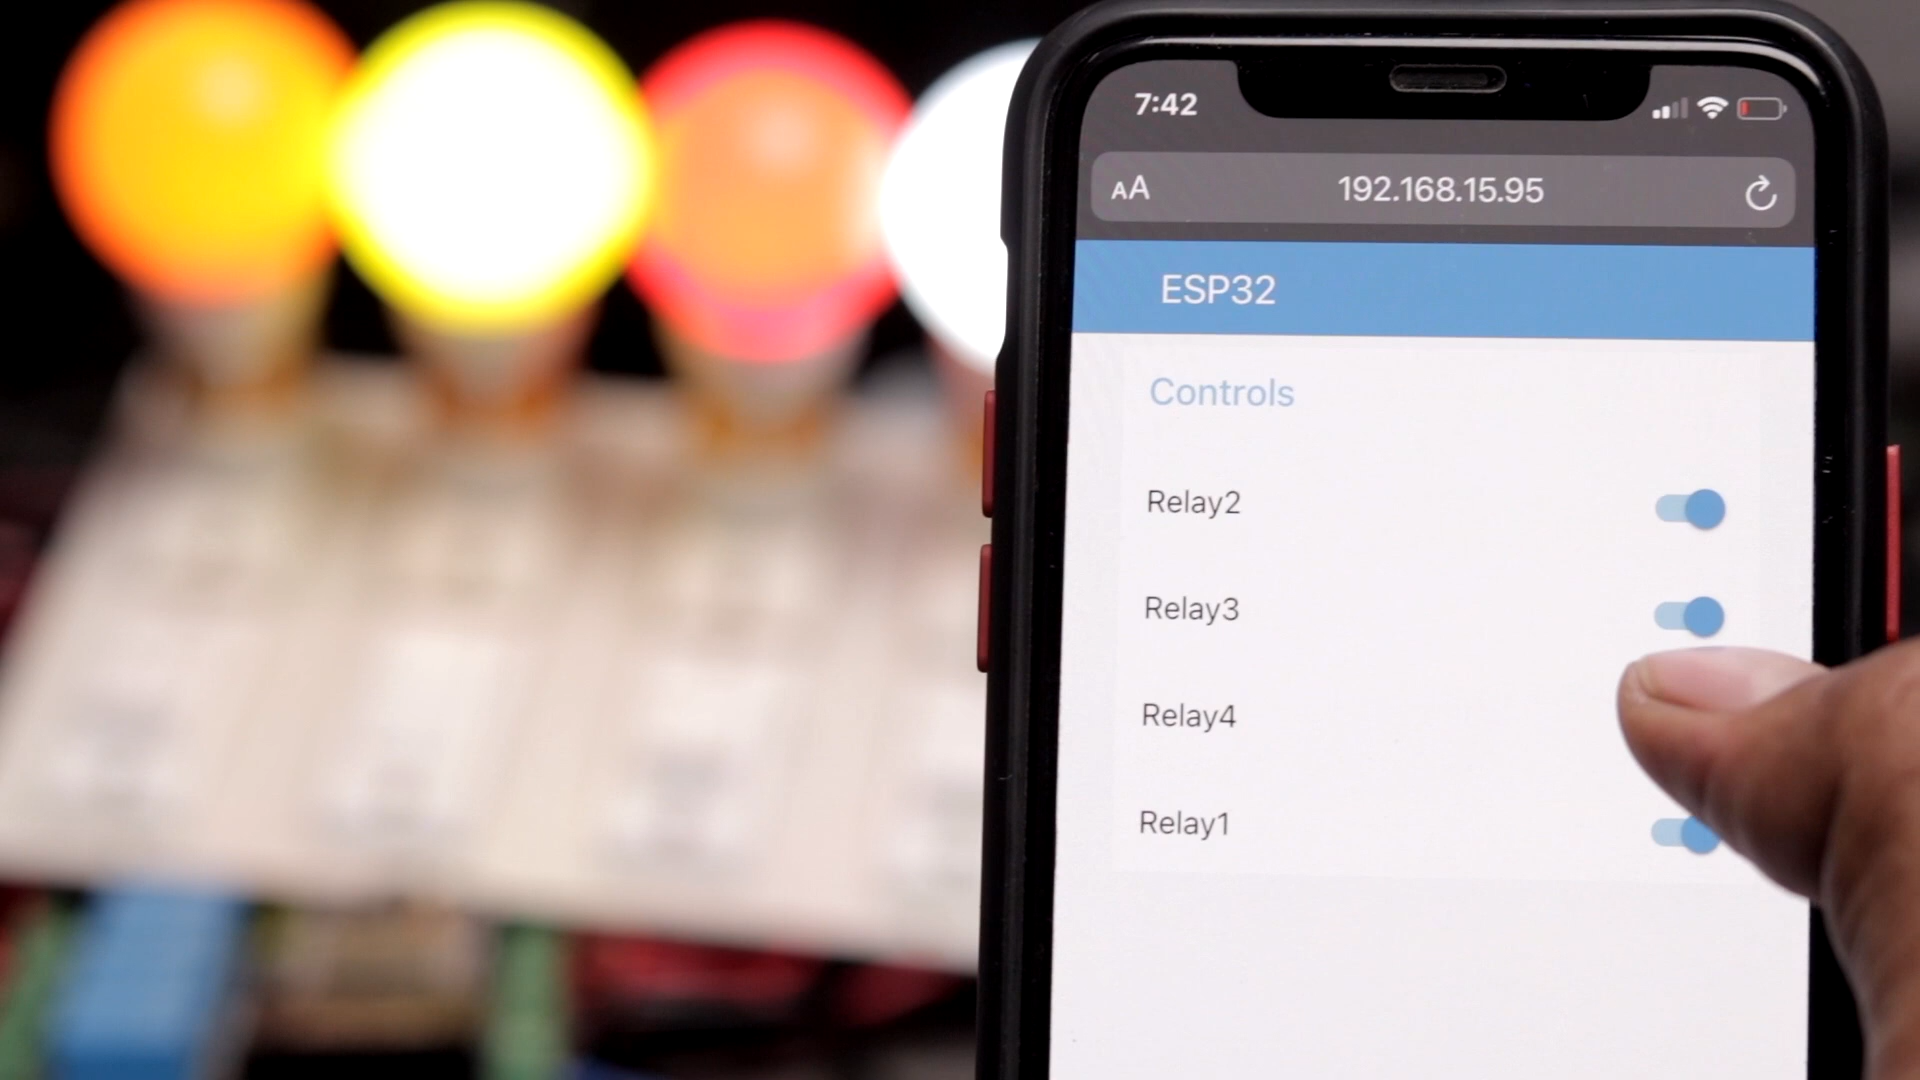 7:42
AA 192.168.15.95
ESP32
Controls
Relay2
Relay3
Relay4
Relay1